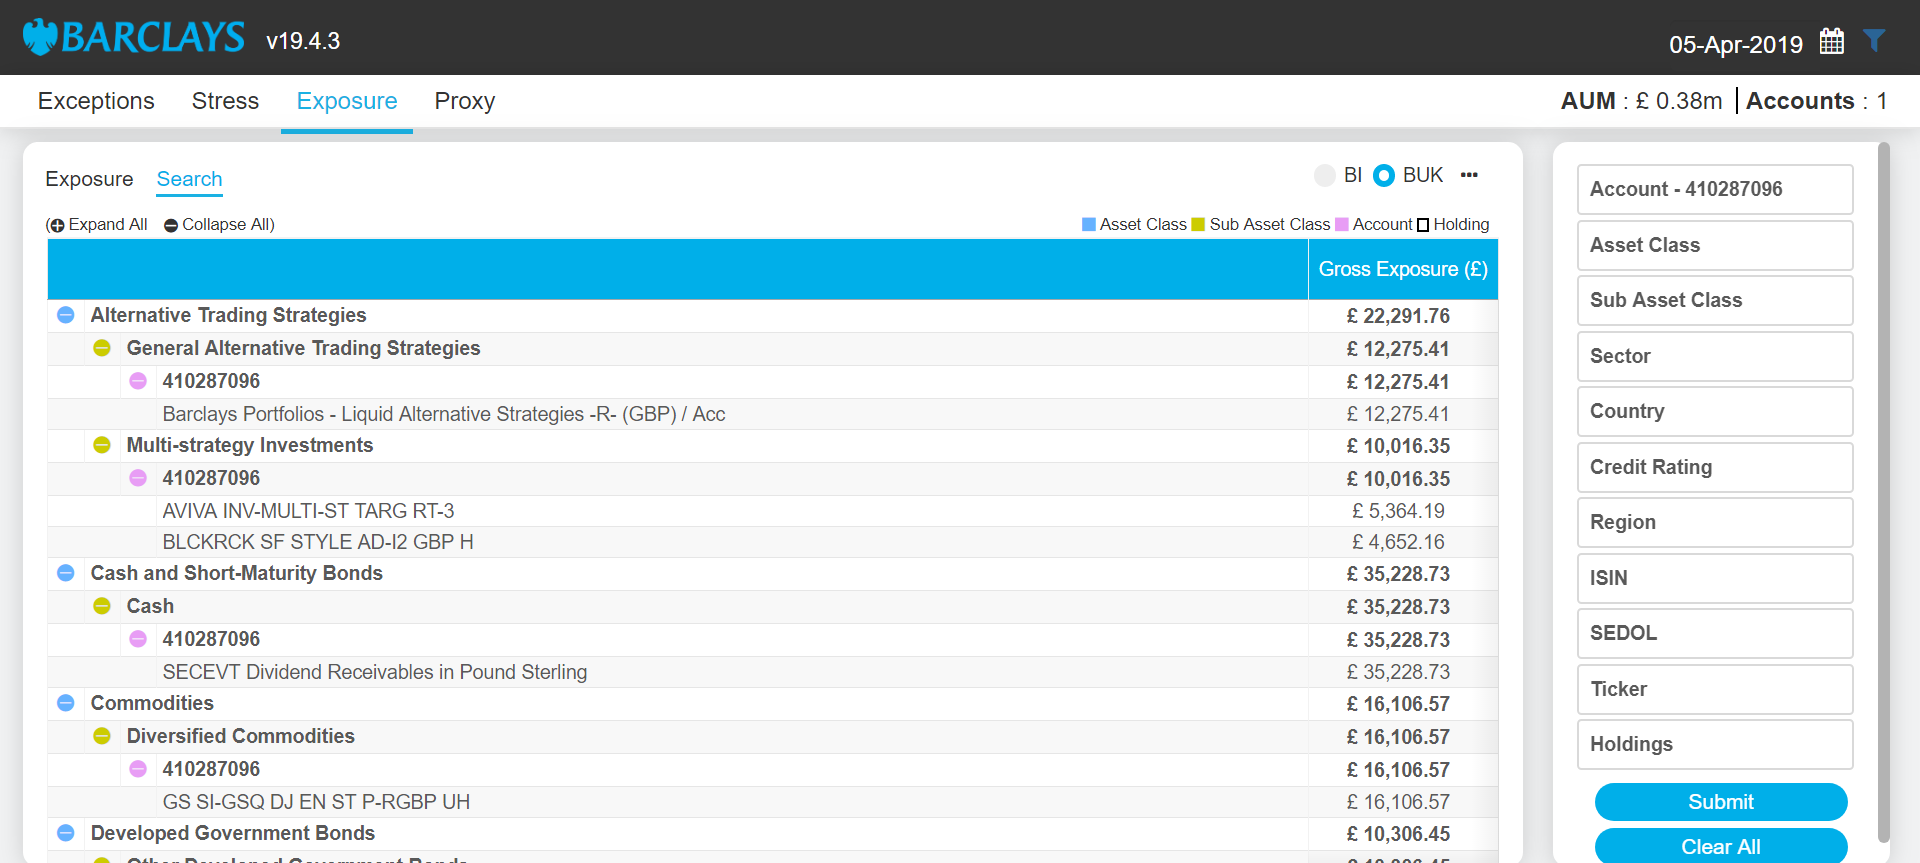 BARCLAYS v19.4.3
05-Apr-2019
Exceptions Stress Exposure Proxy
AUM : £ 0.38m Accounts : 1
Exposure Search
BI BUK
(Expand All Collapse All)
Asset Class Sub Asset Class Account Holding
Gross Exposure (£)
Alternative Trading Strategies £ 22,291.76
General Alternative Trading Strategies £ 12,275.41
410287096 £ 12,275.41
Barclays Portfolios - Liquid Alternative Strategies -R- (GBP) / Acc £ 12,275.41
Multi-strategy Investments £ 10,016.35
410287096 £ 10,016.35
AVIVA INV-MULTI-ST TARG RT-3 £ 5,364.19
BLCKRCK SF STYLE AD-I2 GBP H £ 4,652.16
Cash and Short-Maturity Bonds £ 35,228.73
Cash £ 35,228.73
410287096 £ 35,228.73
SECEVT Dividend Receivables in Pound Sterling £ 35,228.73
Commodities £ 16,106.57
Diversified Commodities £ 16,106.57
410287096 £ 16,106.57
GS SI-GSQ DJ EN ST P-RGBP UH £ 16,106.57
Developed Government Bonds £ 10,306.45
Other Developed Government Bonds
Account - 410287096
Asset Class
Sub Asset Class
Sector
Country
Credit Rating
Region
ISIN
SEDOL
Ticker
Holdings
Submit
Clear All